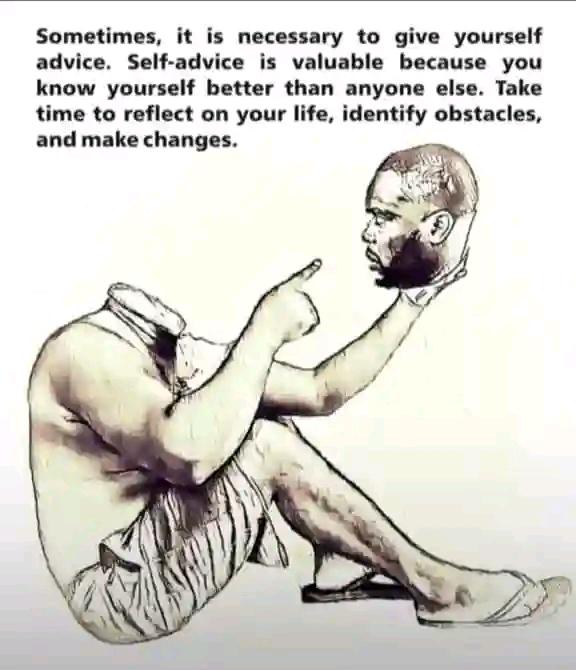 Sometimes, it is necessary to give yourself
advice. Self-advice is valuable because you
know yourself better than anyone else. Take
time to reflect on your life, identify obstacles,
and make changes.